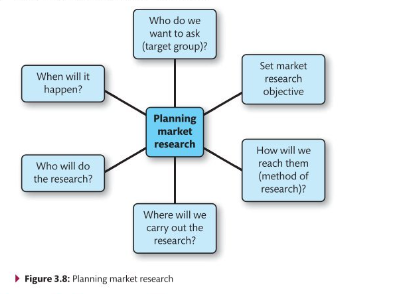 Who do we
want to ask
(target group)?
When will it
happen?
Set market
research
objective
Planning
market
research
Who will do
the research?
How will we
reach them
(method of
research)?
Where will we
carry out the
research?
Figure 3.8: Planning market research